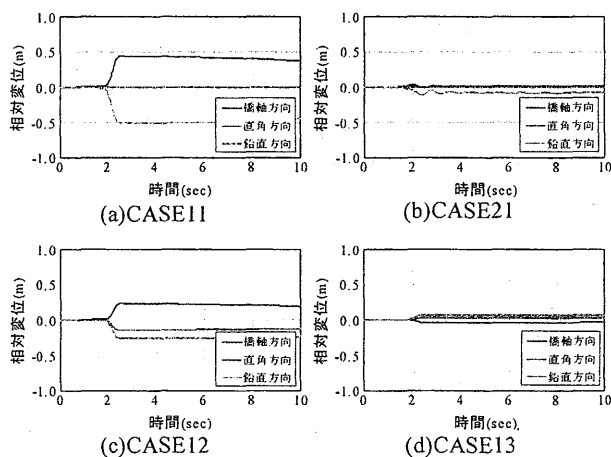 相対変位(m)
1.0
0.5
0.0
-0.5
-1.0
橋軸方向
直角方向
鉛直方向
0 2 4 6 8 10
時間(sec)
(a)CASE11
相対変位(m)
1.0
0.5
0.0
-0.5
-1.0
橋軸方向
直角方向
鉛直方向
0 2 4 6 8 10
時間(sec)
(b)CASE21
相対変位(m)
1.0
0.5
0.0
-0.5
-1.0
橋軸方向
直角方向
鉛直方向
0 2 4 6 8 10
時間(sec)
(c)CASE12
相対変位(m)
1.0
0.5
0.0
-0.5
-1.0
橋軸方向
直角方向
鉛直方向
0 2 4 6 8 10
時間(sec)
(d)CASE13